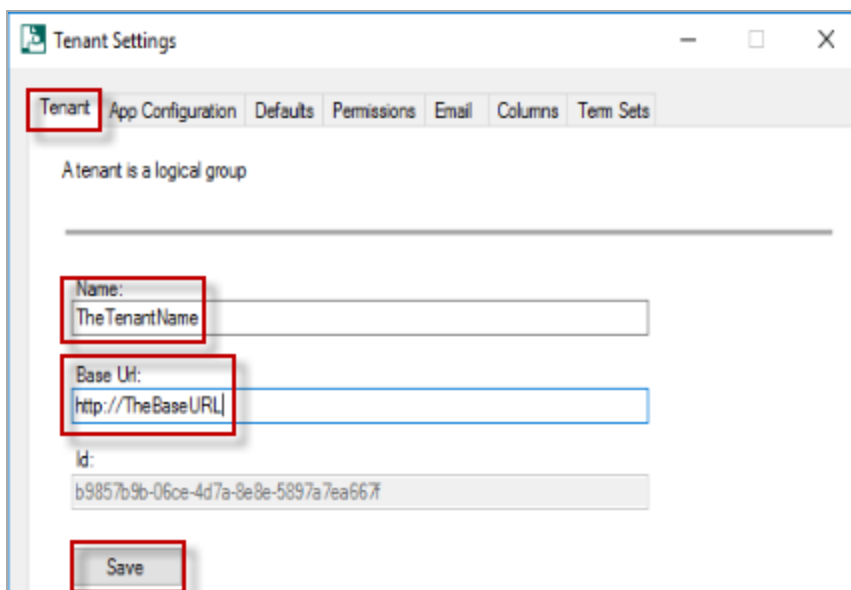 Tenant Settings
Tenant App Configuration Defaults Permissions Email Columns Term Sets
A tenant is a logical group
Name:
TheTenantName
Base Url:
http://TheBaseURL
Id:
b9857b9b-06ce-4d7a-8e8e-5897a7ea667f
Save